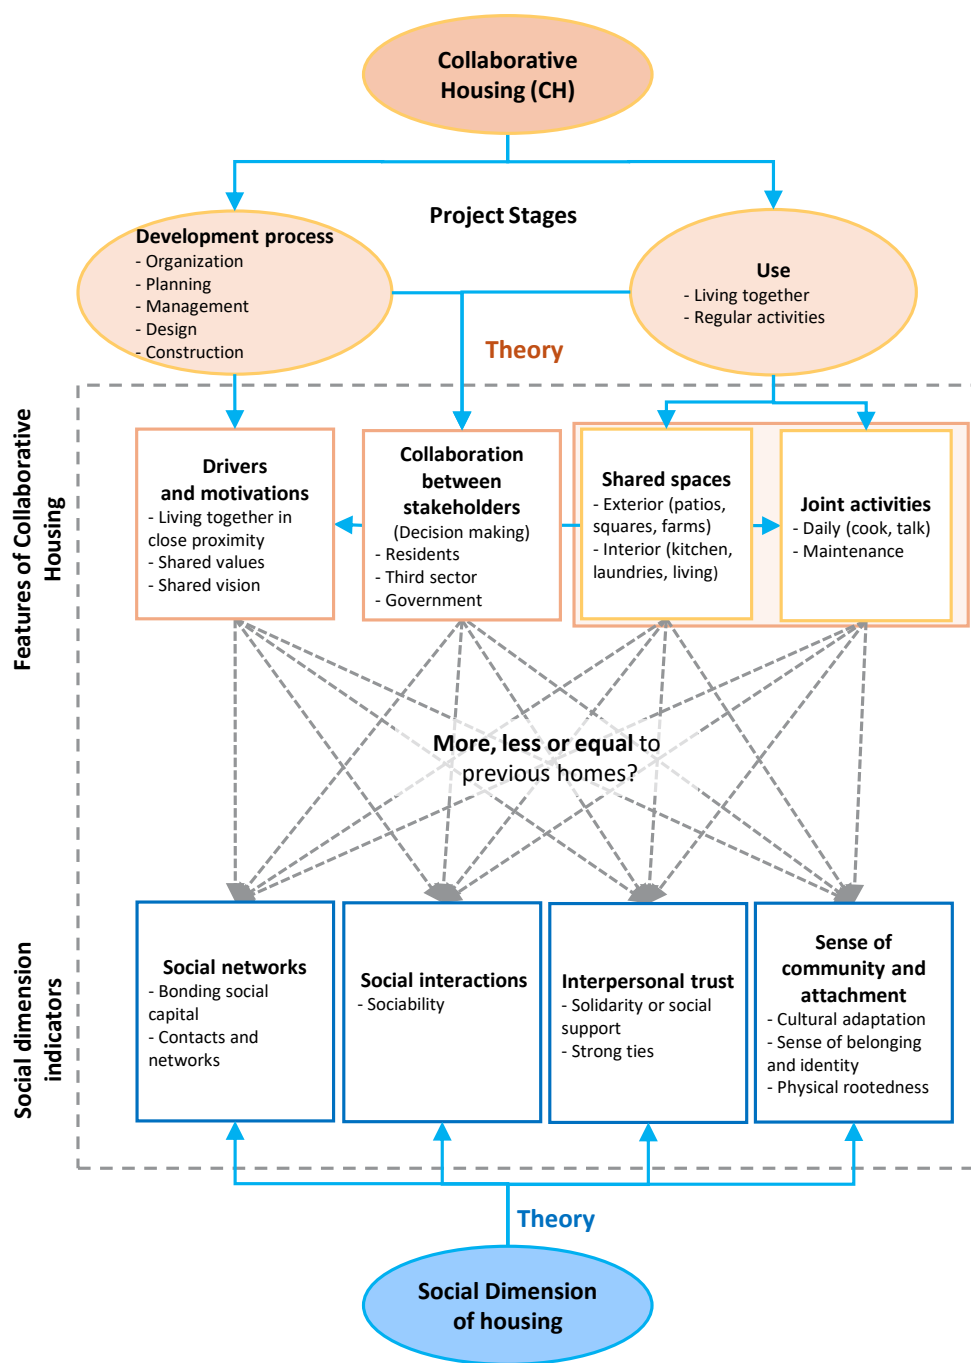 Collaborative
Housing (CH)
Project Stages
Development process
- Organization
- Planning
- Management
- Design
- Construction
Use
- Living together
- Regular activities
Theory
Features of Collaborative
Housing
Drivers
and motivations
- Living together in
close proximity
- Shared values
- Shared vision
Collaboration
between
stakeholders
(Decision making)
- Residents
- Third sector
- Government
Shared spaces
- Exterior (patios,
squares, farms)
- Interior (kitchen,
laundries, living)
Joint activities
- Daily (cook, talk)
- Maintenance
More, less or equal to
previous homes?
Social dimension
indicators
Social networks
- Bonding social
capital
- Contacts and
networks
Social interactions
- Sociability
Interpersonal trust
- Solidarity or social
support
- Strong ties
Sense of
community and
attachment
- Cultural adaptation
- Sense of belonging
and identity
- Physical rootedness
Theory
Social Dimension
of housing